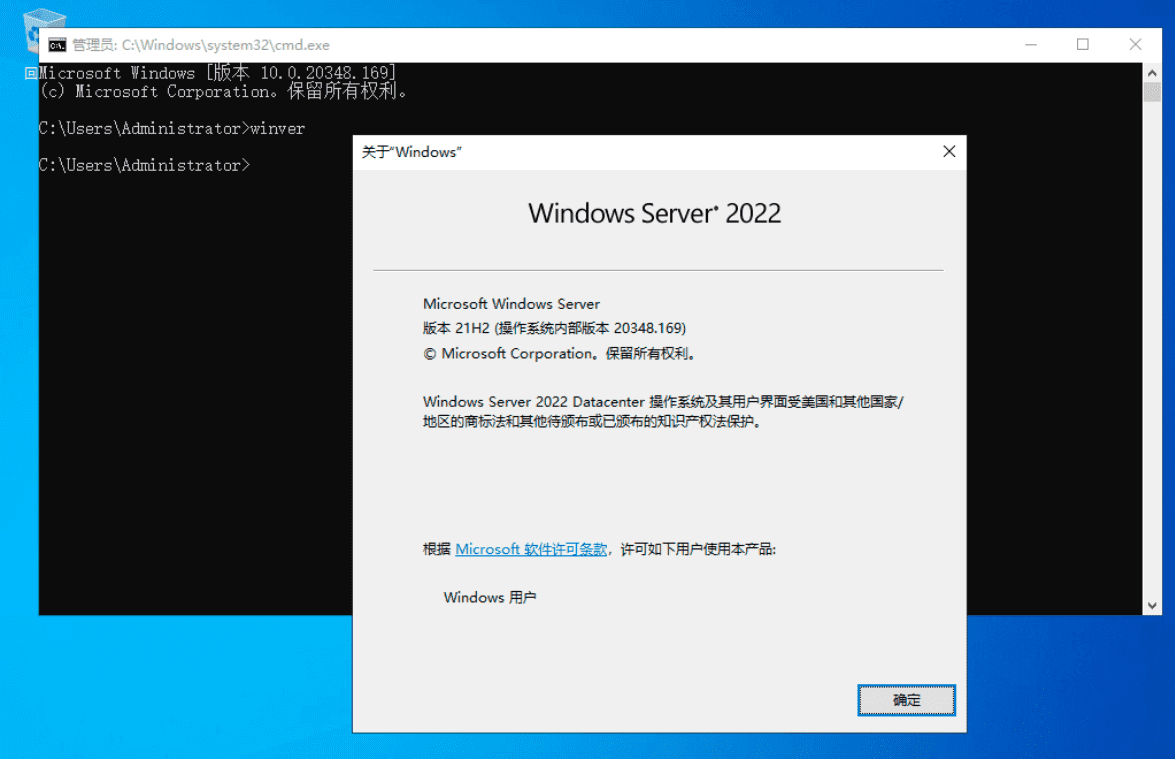 管理员: C:\Windows\system32\cmd.exe
Microsoft Windows [版本 10.0.20348.169]
(c) Microsoft Corporation。保留所有权利。
C:\Users\Administrator>winver
C:\Users\Administrator>
关于“Windows”
Windows Server 2022
Microsoft Windows Server
版本 21H2 (操作系统内部版本 20348.169)
© Microsoft Corporation。保留所有权利。
Windows Server 2022 Datacenter 操作系统及其用户界面受美国和其他国家/
地区的商标法和其他待颁布或已颁布的知识产权法保护。
根据 Microsoft 软件许可条款，许可如下用户使用本产品:
Windows 用户
确定